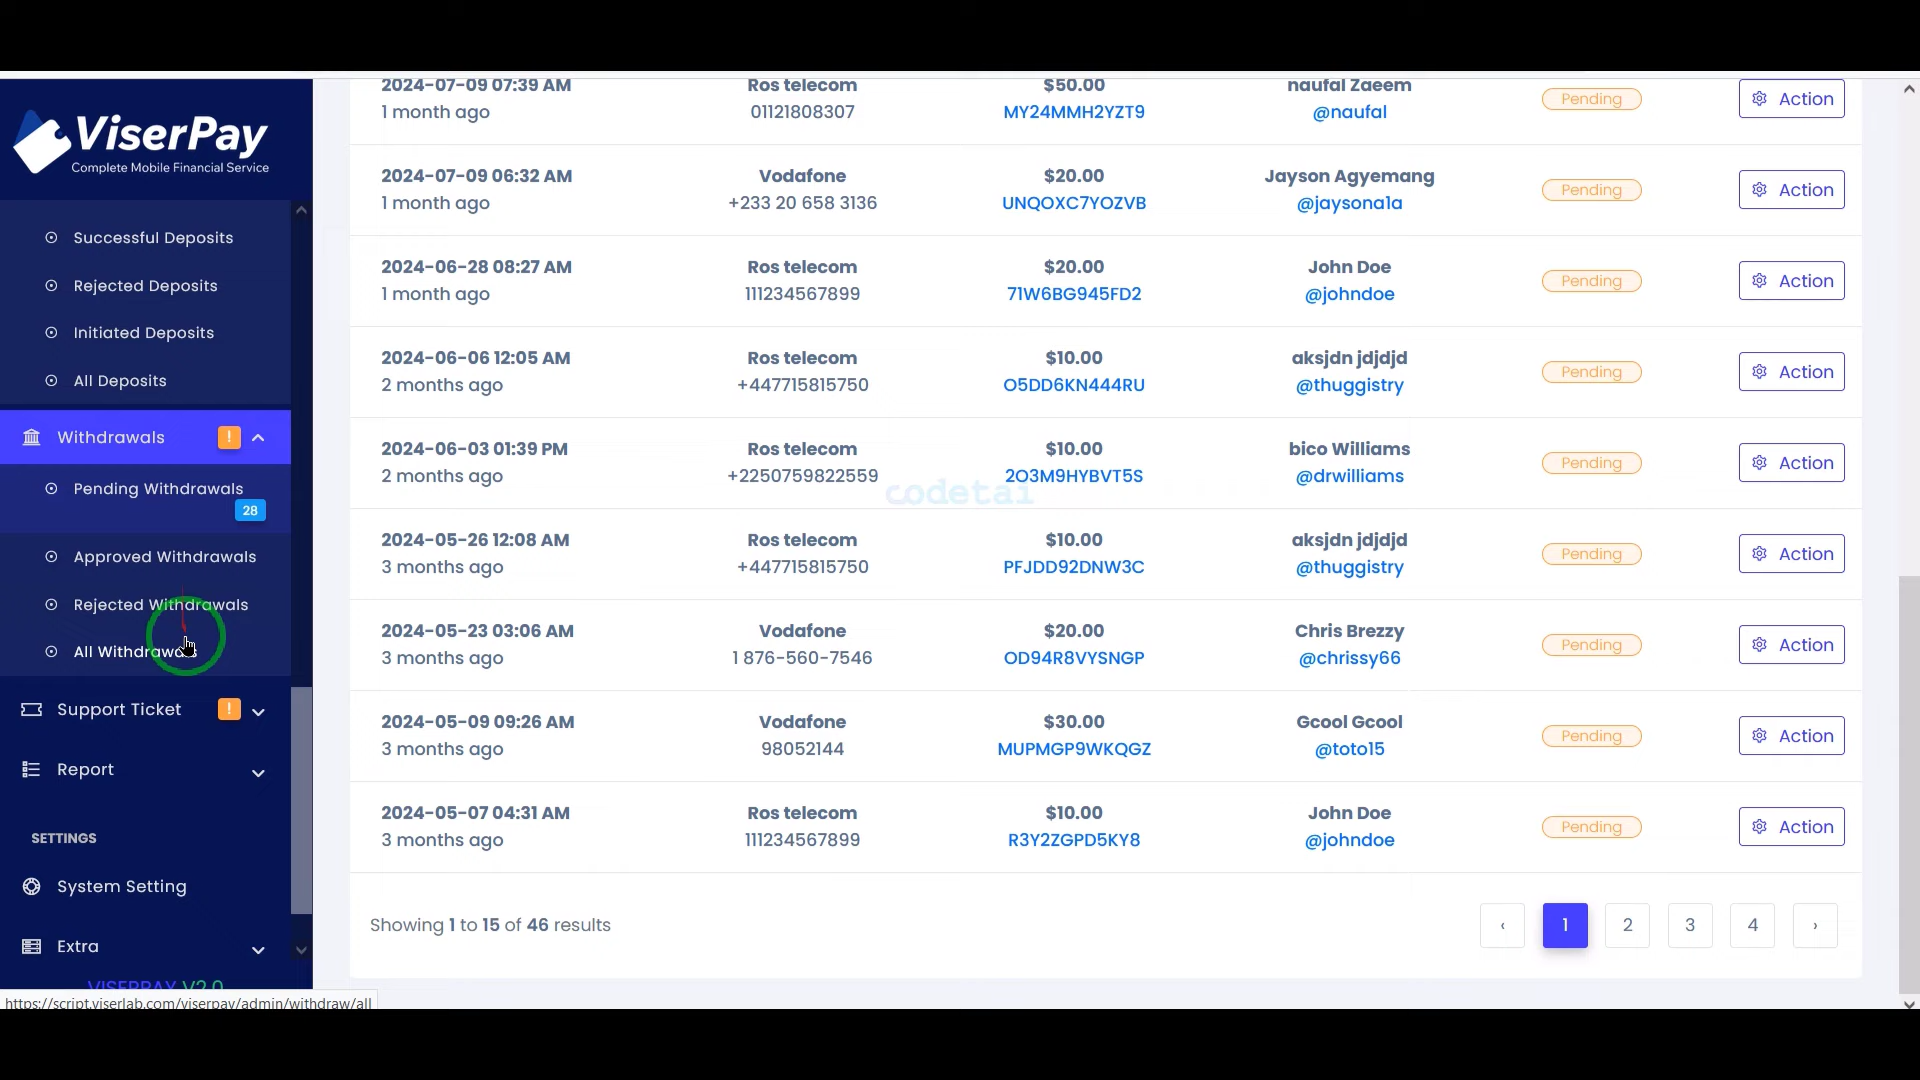 ViserPay
Complete Mobile Financial Service
Successful Deposits
Rejected Deposits
Initiated Deposits
All Deposits
Withdrawals !
Pending Withdrawals
28
Approved Withdrawals
Rejected Withdrawals
All Withdrawals
Support Ticket !
Report
SETTINGS
System Setting
Extra
VISERPAY V2.0
https://script.viserlab.com/viserpay/admin/withdraw/all
2024-07-09 07:39 AM Ros telecom $50.00 naufal Zaeem Pending Action
1 month ago 01121808307 MY24MMH2YZT9 @naufal
2024-07-09 06:32 AM Vodafone $20.00 Jayson Agyemang Pending Action
1 month ago +233 20 658 3136 UNQOXC7YOZVB @jaysona1a
2024-06-28 08:27 AM Ros telecom $20.00 John Doe Pending Action
1 month ago 111234567899 71W6BG945FD2 @johndoe
2024-06-06 12:05 AM Ros telecom $10.00 aksjdn jdjdjd Pending Action
2 months ago +447715815750 O5DD6KN444RU @thuggistry
2024-06-03 01:39 PM Ros telecom $10.00 bico Williams Pending Action
2 months ago +2250759822559 2O3M9HYBVT5S @drwilliams
codetai
2024-05-26 12:08 AM Ros telecom $10.00 aksjdn jdjdjd Pending Action
3 months ago +447715815750 PFJDD92DNW3C @thuggistry
2024-05-23 03:06 AM Vodafone $20.00 Chris Brezzy Pending Action
3 months ago 1 876-560-7546 OD94R8VYSNGP @chrissy66
2024-05-09 09:26 AM Vodafone $30.00 Gcool Gcool Pending Action
3 months ago 98052144 MUPMGP9WKQGZ @toto15
2024-05-07 04:31 AM Ros telecom $10.00 John Doe Pending Action
3 months ago 111234567899 R3Y2ZGPD5KY8 @johndoe
Showing 1 to 15 of 46 results ‹ 1 2 3 4 ›